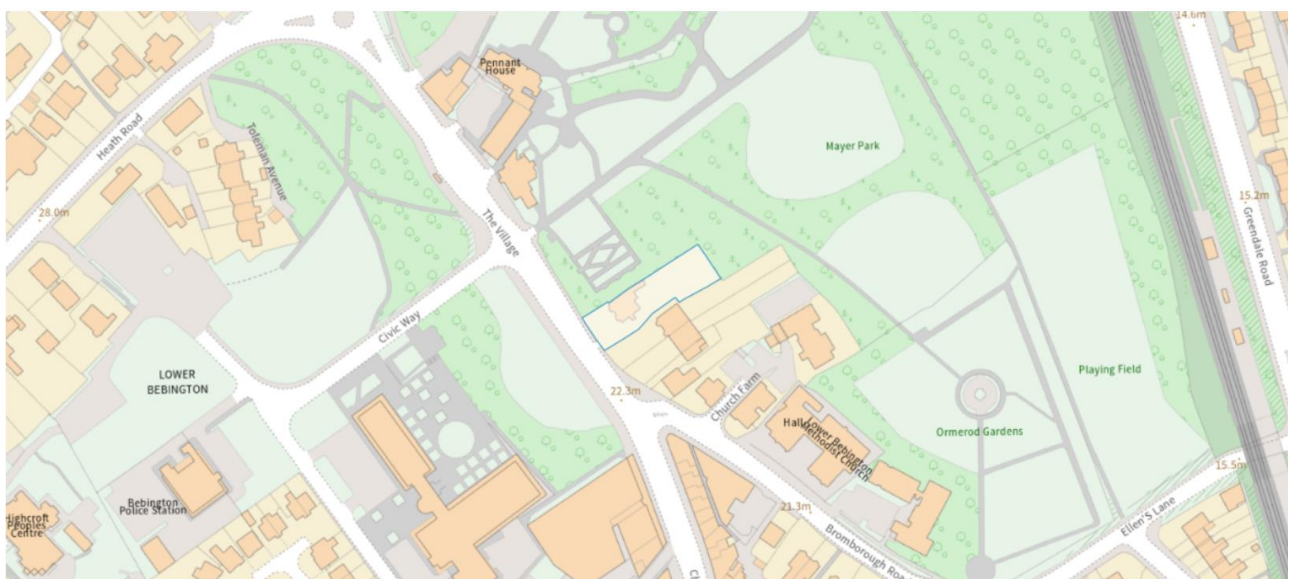 14.6m
Pennant
House
Heath Road
Toleman Avenue
Mayer Park
28.0m
15.2m
The Village
Greendale Road
Civic Way
LOWER
BEBINGTON
Playing Field
22.3m
Church Farm
Hall
Lower Bebington
Methodist Church
Ormerod Gardens
Bebington
Police Station
Highcroft
Peoples
Centre
15.5m
21.3m
Ellen'S Lane
Bromborough Road